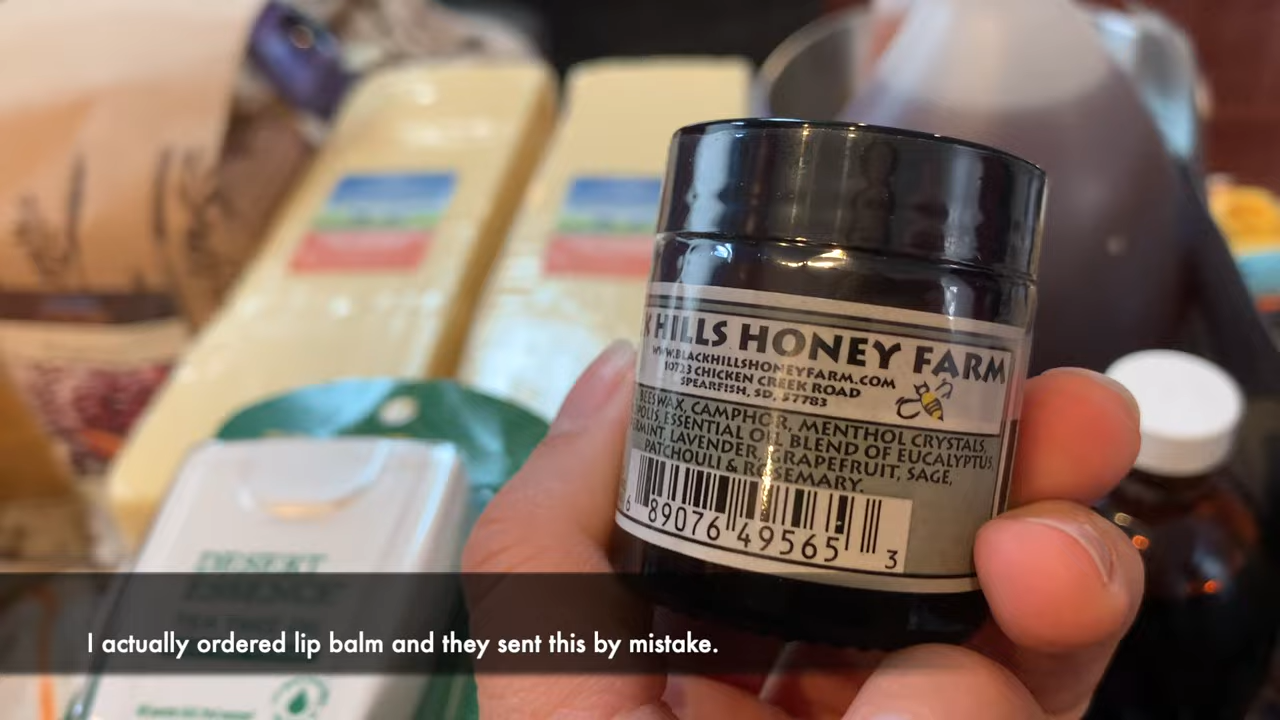 K HILLS HONEY FARM
WWW.BLACKHILLSHONEYFARM.COM
10723 CHICKEN CREEK ROAD
SPEARFISH, SD, 57783
BEESWAX, CAMPHOR, MENTHOL CRYSTALS,
POLIS, ESSENTIAL OIL BLEND OF EUCALYPTUS,
ERMINT, LAVENDER, GRAPEFRUIT, SAGE,
PATCHOULI & ROSEMARY.
6 89076 49565 3
DESERT
ESSENCE
I actually ordered lip balm and they sent this by mistake.